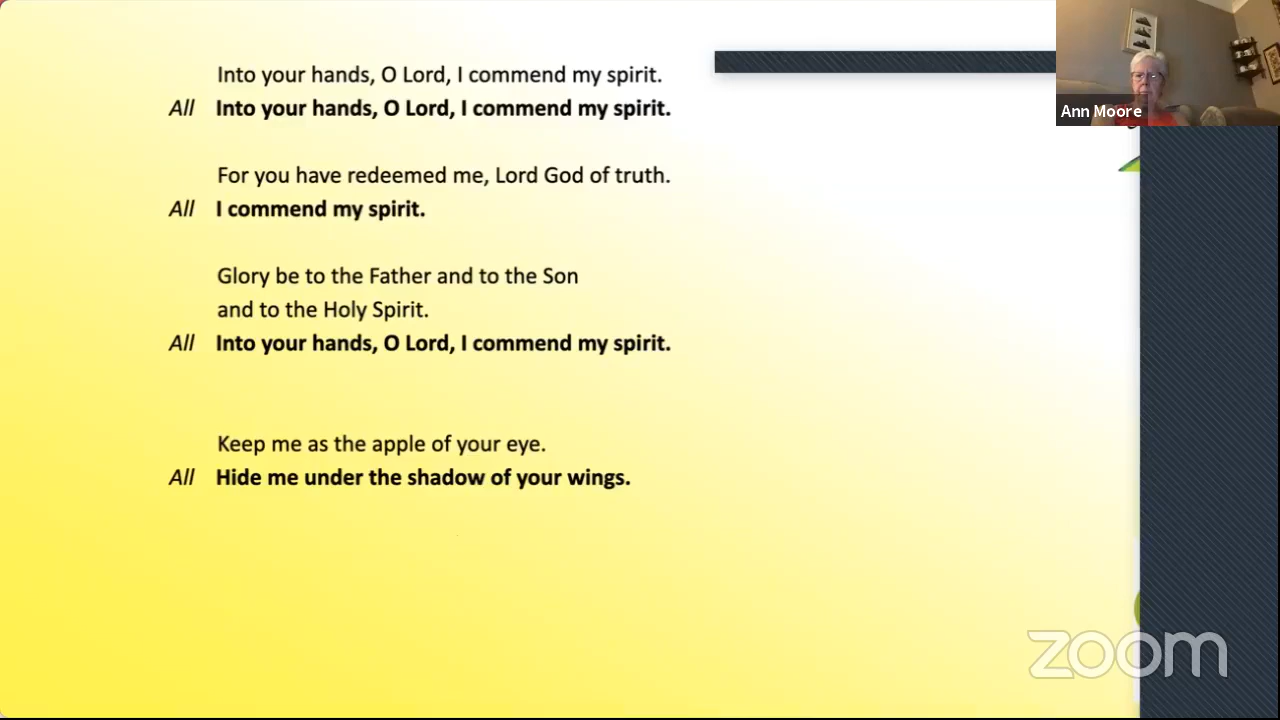 Into your hands, O Lord, I commend my spirit.
All Into your hands, O Lord, I commend my spirit.
For you have redeemed me, Lord God of truth.
All I commend my spirit.
Glory be to the Father and to the Son
and to the Holy Spirit.
All Into your hands, O Lord, I commend my spirit.
Keep me as the apple of your eye.
All Hide me under the shadow of your wings.
Ann Moore
zoom